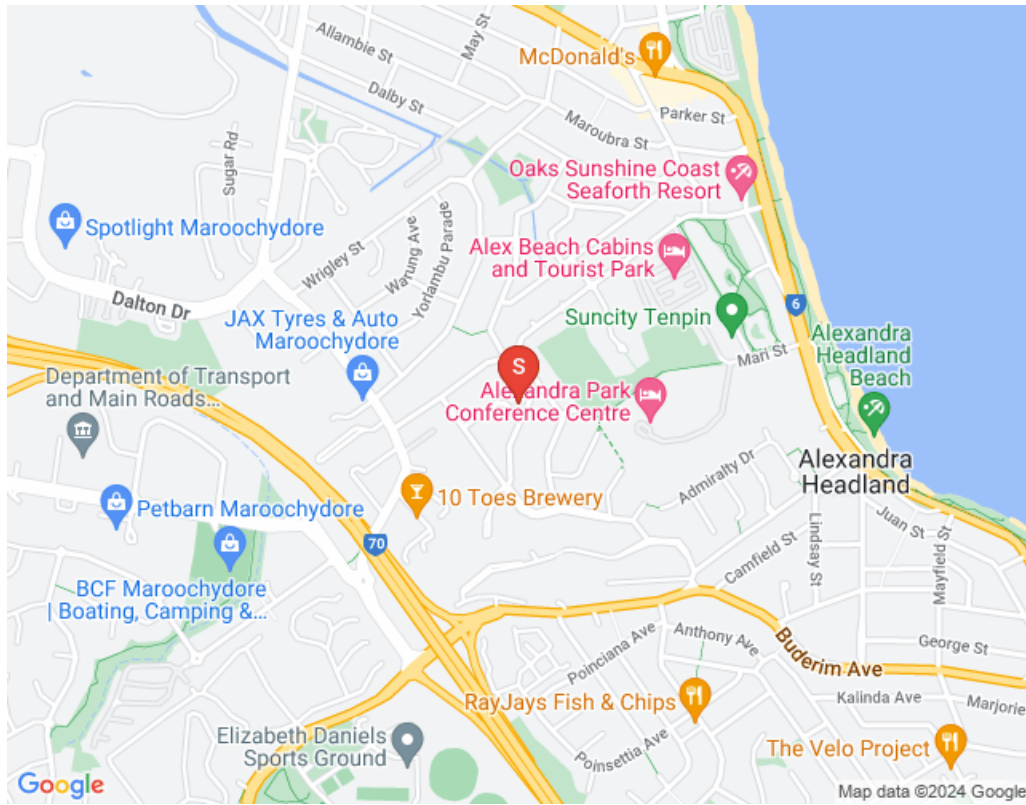 Allambie St
May St
McDonald's
Dalby St
Parker St
Maroubra St
Sugar Rd
Oaks Sunshine Coast
Seaforth Resort
Spotlight Maroochydore
Wrigley St
Warung Ave
Yorlambu Parade
Alex Beach Cabins
and Tourist Park
Dalton Dr
6
JAX Tyres & Auto
Maroochydore
Suncity Tenpin
Alexandra
Headland
Beach
Mari St
Department of Transport
and Main Roads...
S
Alexandra Park
Conference Centre
Alexandra
Headland
Admiralty Dr
10 Toes Brewery
Petbarn Maroochydore
Juan St
Lindsay St
Mayfield St
70
Camfield St
BCF Maroochydore
| Boating, Camping &...
Poinciana Ave
Anthony Ave
George St
Buderim Ave
RayJays Fish & Chips
Kalinda Ave
Marjorie
Elizabeth Daniels
Sports Ground
Poinsettia Ave
The Velo Project
Google
Map data ©2024 Google